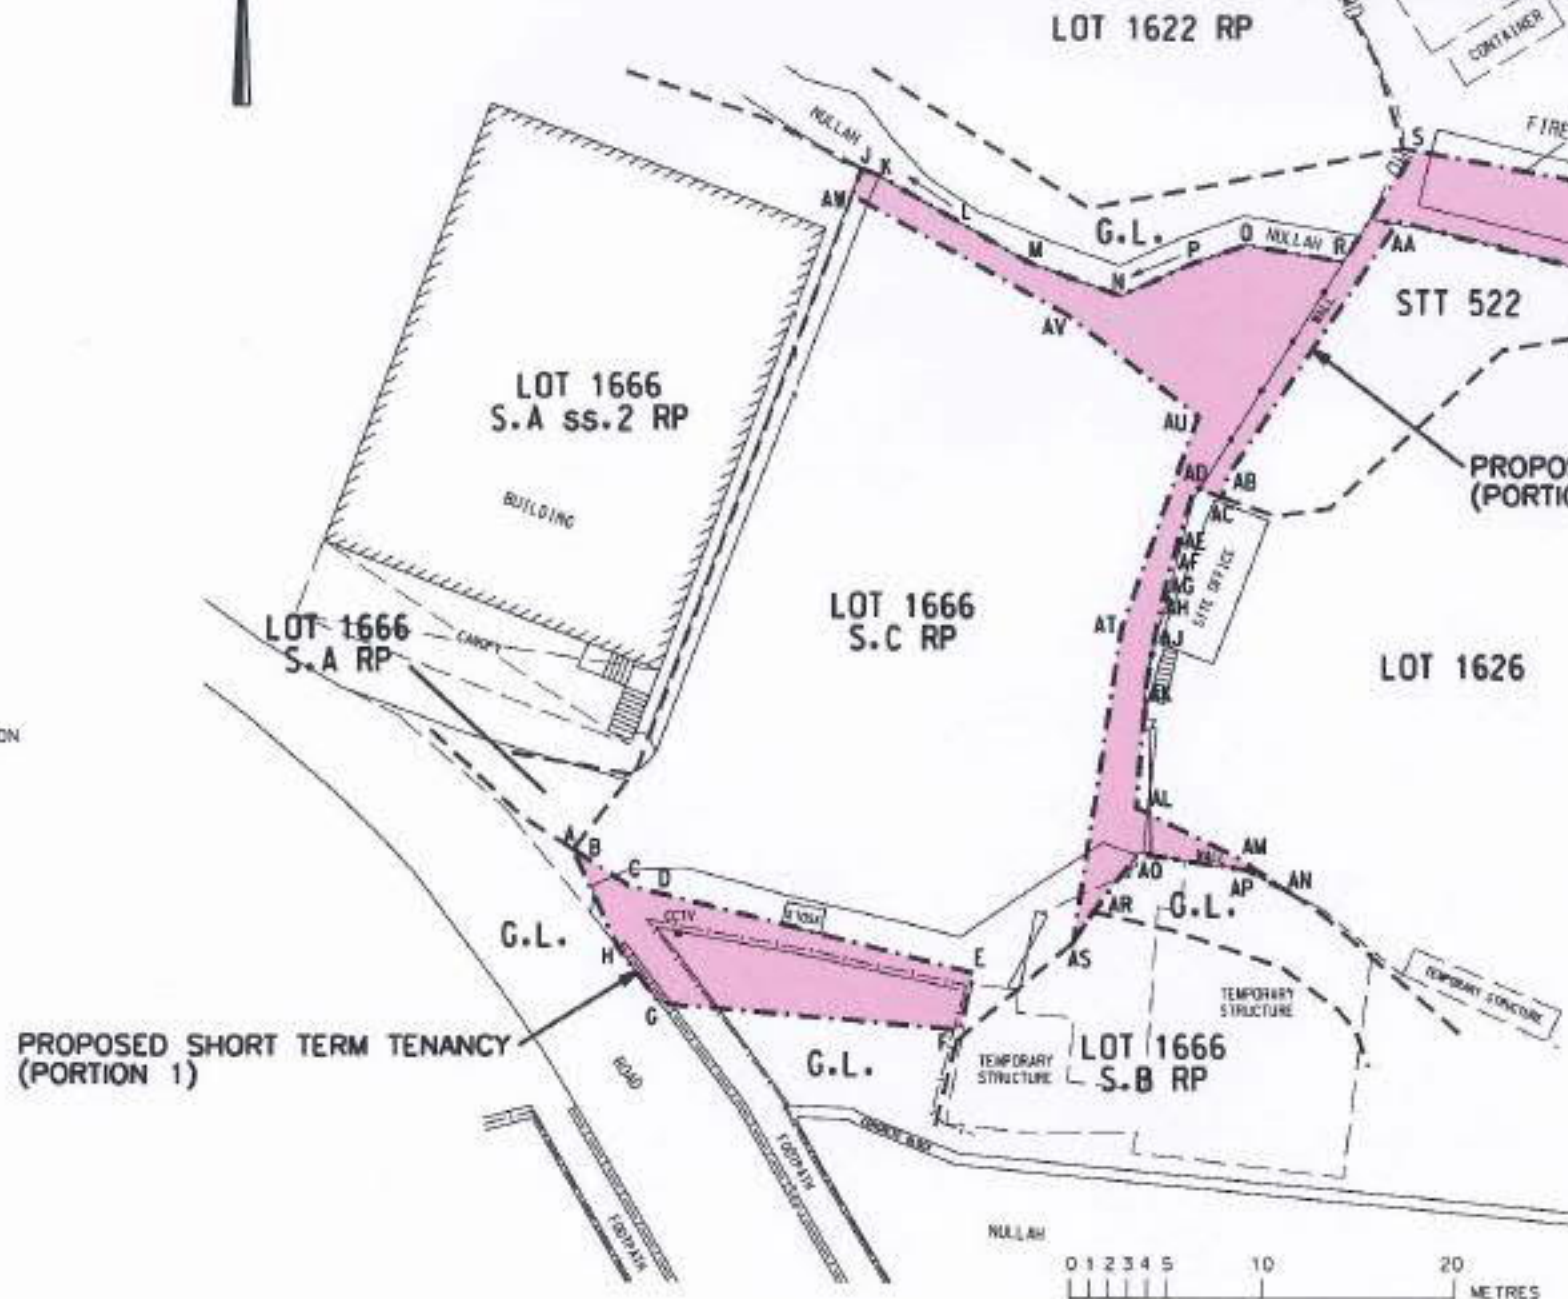 LOT 1622 RP
CONTAINER
FIRE
NULLAH
S
J K
AW
L
G.L.
M
N
P
Q
NULLAH
R
AA
STT 522
AV
WALL
LOT 1666
S.A ss.2 RP
AU
AD
AB
AC
PROPO
(PORTI
BUILDING
AE
AF
AG
AH
SITE OFFICE
LOT 1666
S.C RP
AT
AJ
LOT 1666
S.A RP
CANOPY
LOT 1626
AK
ON
AL
A
B
C
D
AM
AN
AO
AP
AR
G.L.
CCTV
KIOSK
G.L.
H
E
AS
G
F
TEMPORARY STRUCTURE
TEMPORARY
STRUCTURE
PROPOSED SHORT TERM TENANCY
(PORTION 1)
ROAD
G.L.
TEMPORARY
STRUCTURE
LOT 1666
S.B RP
FOOTPATH
FOOTPATH
NULLAH
0 1 2 3 4 5 10 20
METRES